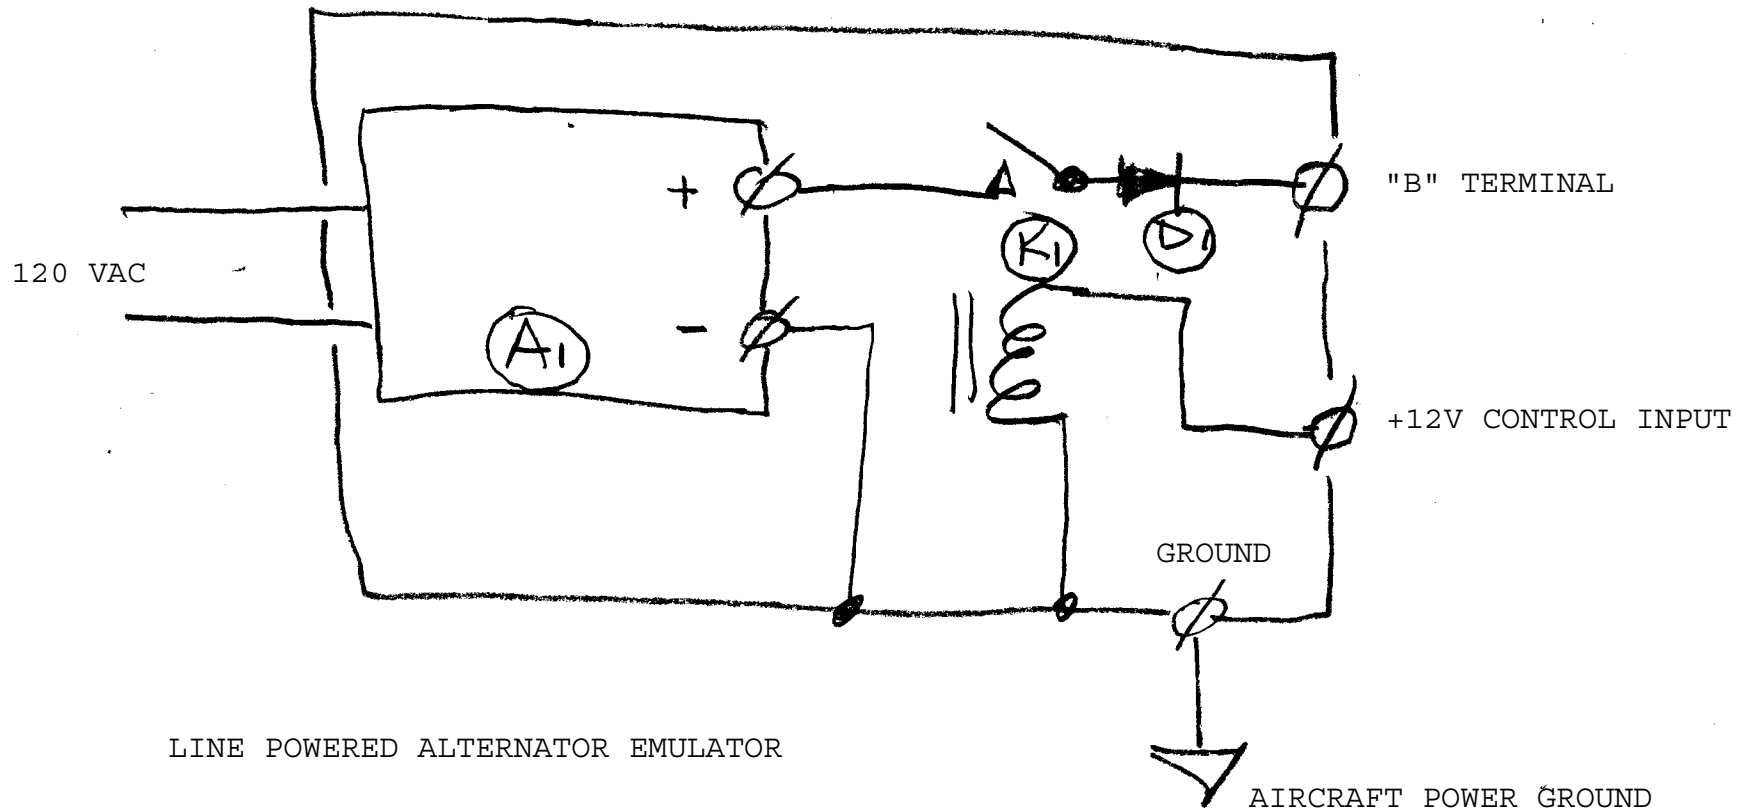 "B" TERMINAL
+
K1
D1
120 VAC
-
A1
+12V CONTROL INPUT
GROUND
LINE POWERED ALTERNATOR EMULATOR
AIRCRAFT POWER GROUND